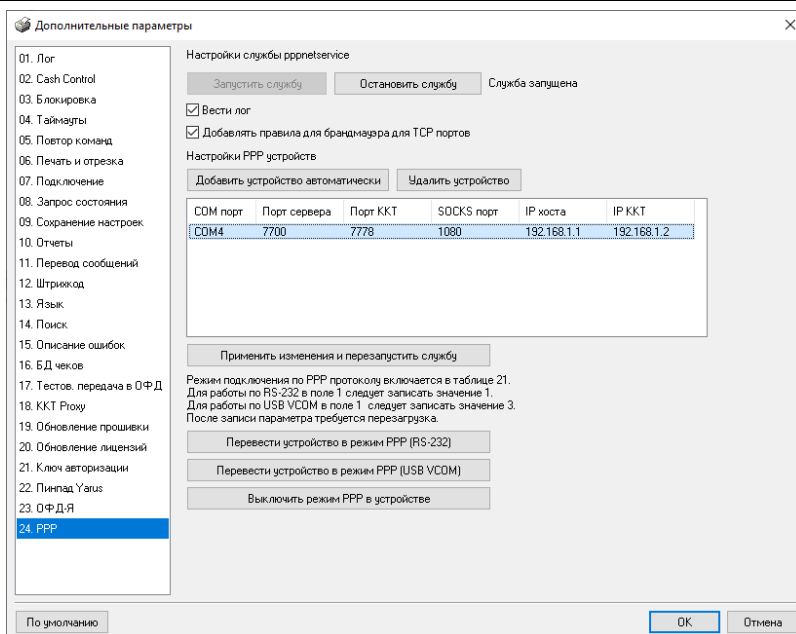 Дополнительные параметры
01. Лог
02. Cash Control
03. Блокировка
04. Таймауты
05. Повтор команд
06. Печать и отрезка
07. Подключение
08. Запрос состояния
09. Сохранение настроек
10. Отчеты
11. Перевод сообщений
12. Штрихкод
13. Язык
14. Поиск
15. Описание ошибок
16. БД чеков
17. Тестов. передача в ОФД
18. ККТ Proxy
19. Обновление прошивки
20. Обновление лицензий
21. Ключ авторизации
22. Пинпад Yarus
23. ОФД-Я
24. PPP
Настройки службы pppnetservice
Запустить службу Остановить службу Служба запущена
Вести лог
Добавлять правила для брандмауэра для TCP портов
Настройки PPP устройств
Добавить устройство автоматически Удалить устройство
COM порт Порт сервера Порт ККТ SOCKS порт IP хоста IP ККТ
COM4 7700 7778 1080 192.168.1.1 192.168.1.2
Применить изменения и перезапустить службу
Режим подключения по PPP протоколу включается в таблице 21.
Для работы по RS-232 в поле 1 следует записать значение 1.
Для работы по USB VCOM в поле 1 следует записать значение 3.
После записи параметра требуется перезагрузка.
Перевести устройство в режим PPP (RS-232)
Перевести устройство в режим PPP (USB VCOM)
Выключить режим PPP в устройстве
По умолчанию OK Отмена